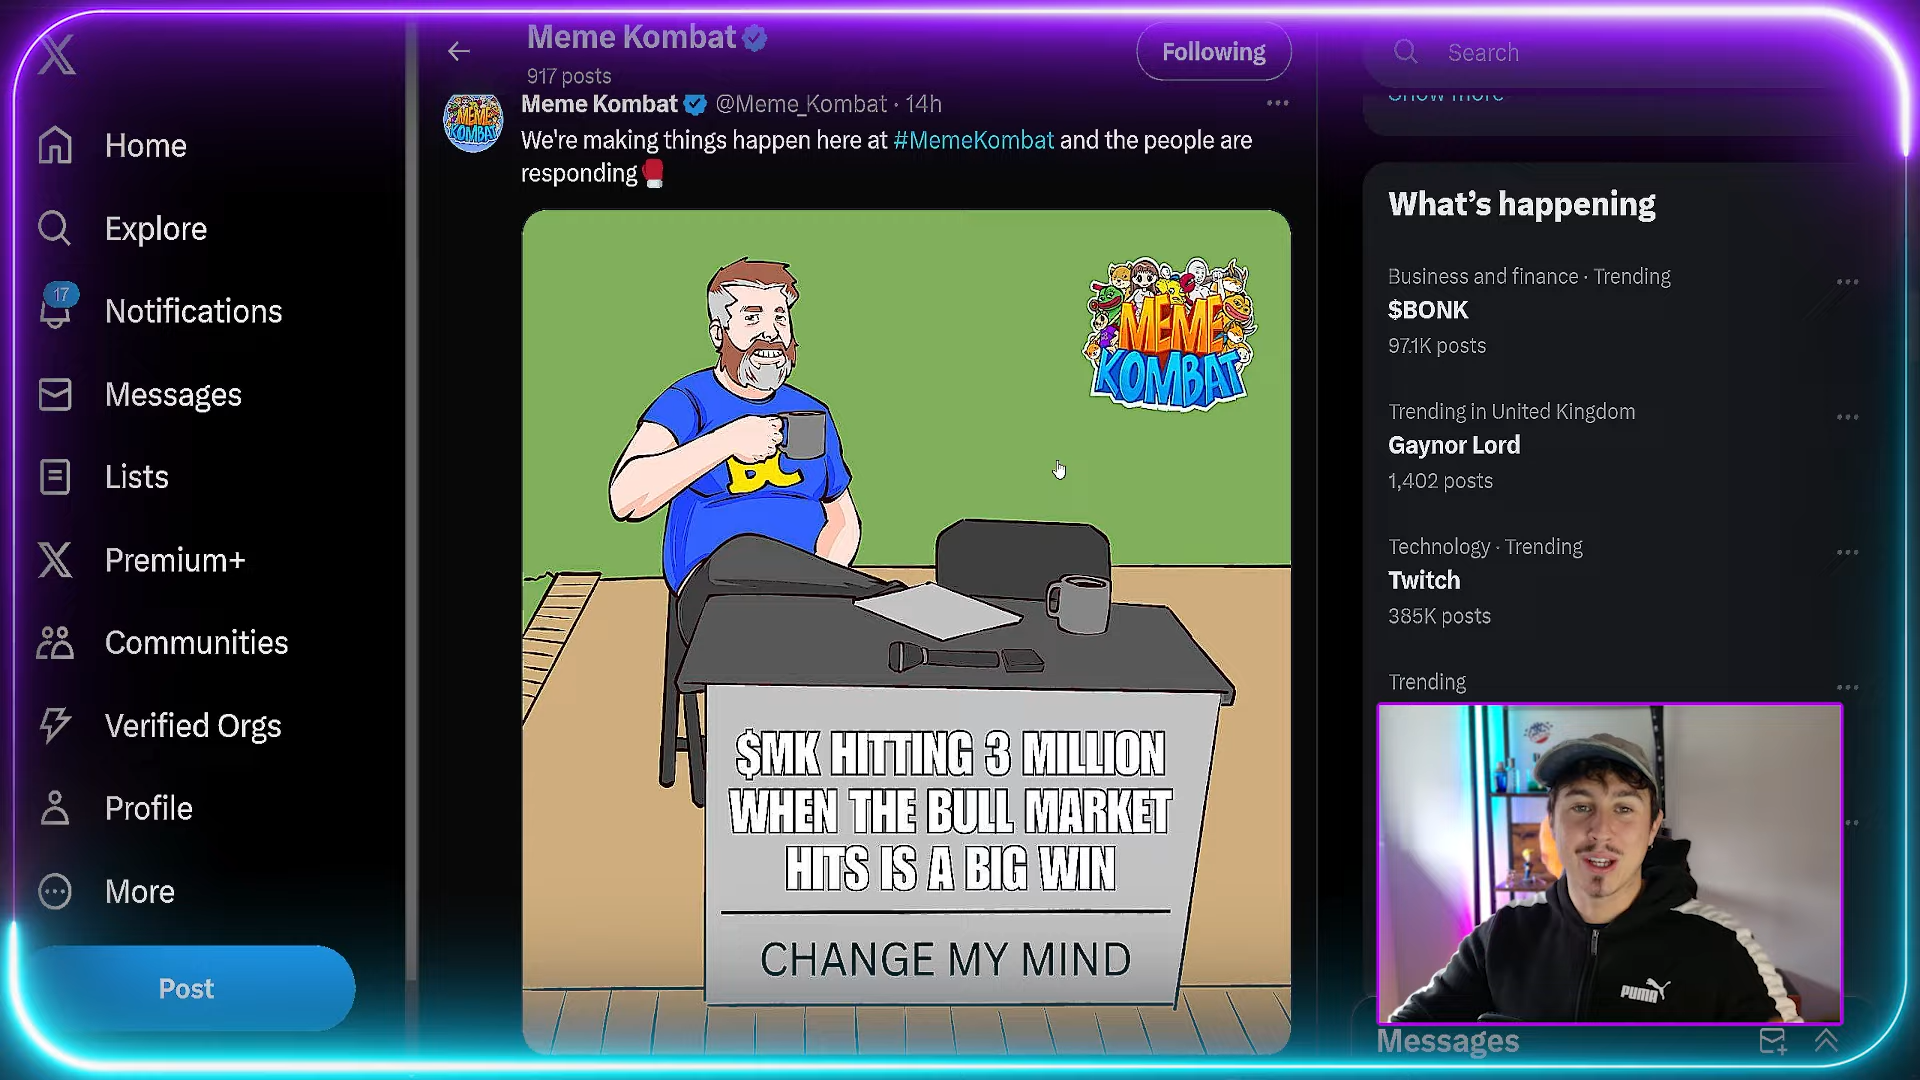 Home
Explore
17
Notifications
Messages
Lists
Premium+
Communities
Verified Orgs
Profile
More
Post
Meme Kombat
917 posts
Following
Meme Kombat @Meme_Kombat · 14h
We're making things happen here at #MemeKombat and the people are
responding
MEME
KOMBAT
DC
$MK HITTING 3 MILLION
WHEN THE BULL MARKET
HITS IS A BIG WIN
CHANGE MY MIND
Search
Show more
What's happening
Business and finance · Trending
$BONK
97.1K posts
Trending in United Kingdom
Gaynor Lord
1,402 posts
Technology · Trending
Twitch
385K posts
Trending
PUMA
Messages